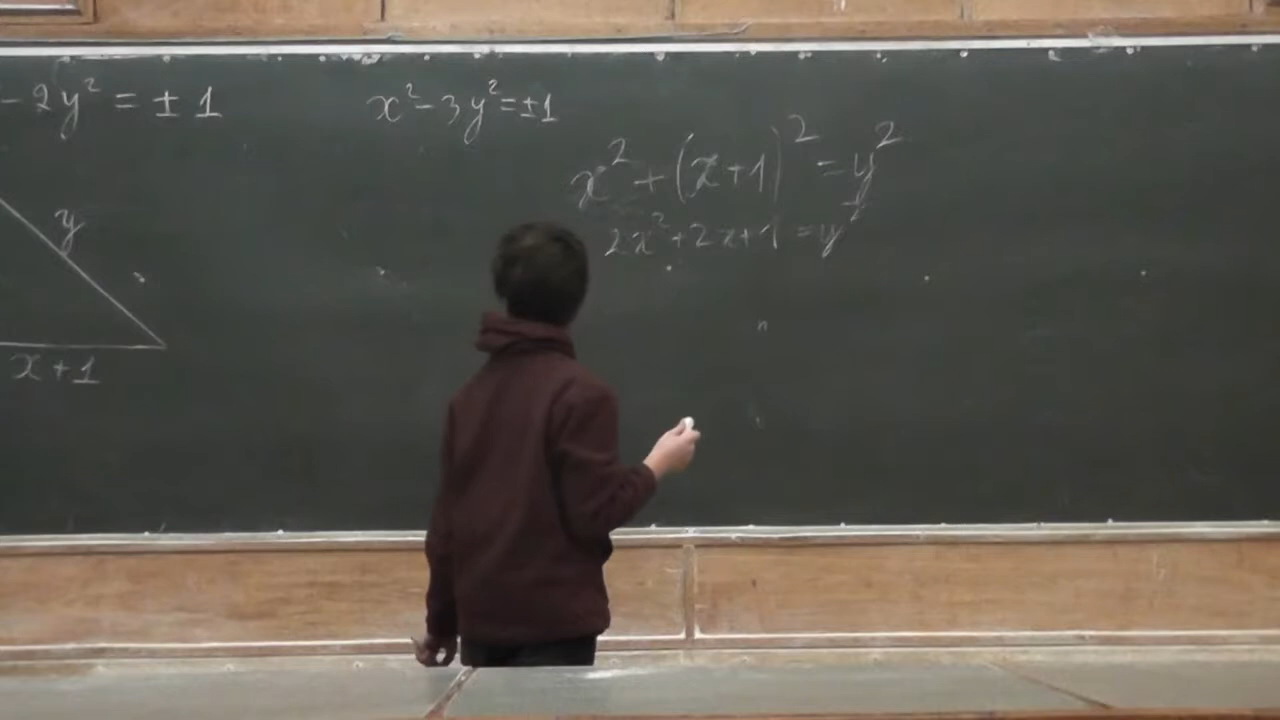 - 2y² = ± 1
x² - 3y² = ±1
x² + (x+1)² = y²
2x² + 2x + 1 = y²
y
x + 1